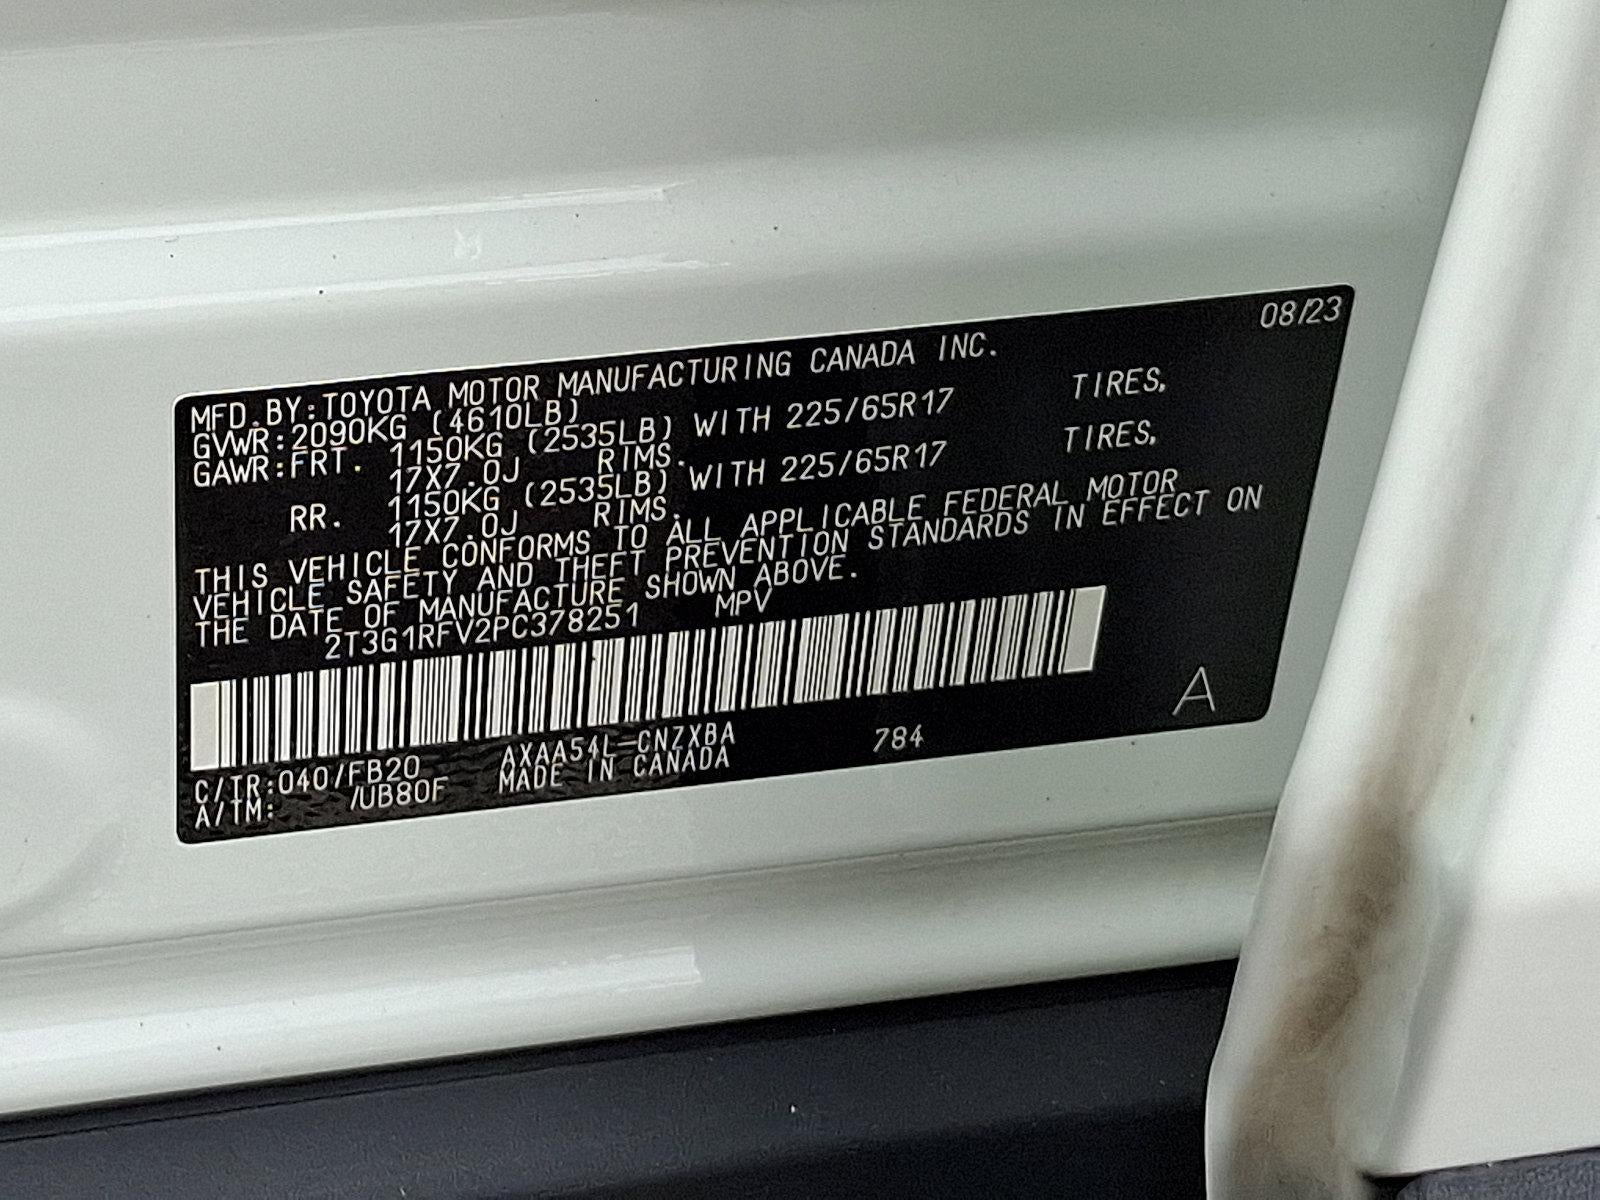 08/23
MFD.BY:TOYOTA MOTOR MANUFACTURING CANADA INC.
GVWR:2090KG (4610LB)
GAWR:FRT. 1150KG (2535LB) WITH 225/65R17 TIRES,
17X7.0J RIMS.
RR. 1150KG (2535LB) WITH 225/65R17 TIRES,
17X7.0J RIMS.
THIS VEHICLE CONFORMS TO ALL APPLICABLE FEDERAL MOTOR
VEHICLE SAFETY AND THEFT PREVENTION STANDARDS IN EFFECT ON
THE DATE OF MANUFACTURE SHOWN ABOVE.
2T3G1RFV2PC378251 MPV
A
C/TR:040/FB20 AXAA54L-CNZXBA 784
A/TM: /UB80F MADE IN CANADA